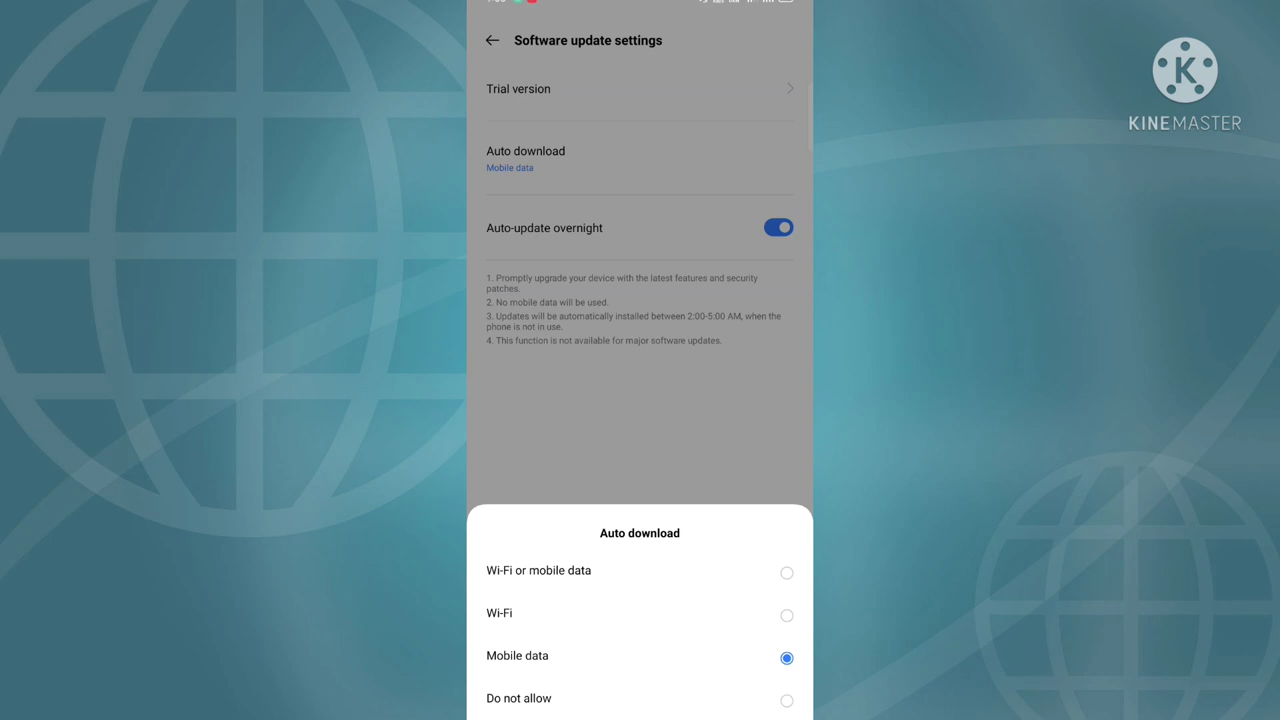 Software update settings
Trial version
Auto download
Mobile data
Auto-update overnight
1. Promptly upgrade your device with the latest features and security
patches.
2. No mobile data will be used.
3. Updates will be automatically installed between 2:00-5:00 AM, when the
phone is not in use.
4. This function is not available for major software updates.
Auto download
Wi-Fi or mobile data
Wi-Fi
Mobile data
Do not allow
K
KINEMASTER